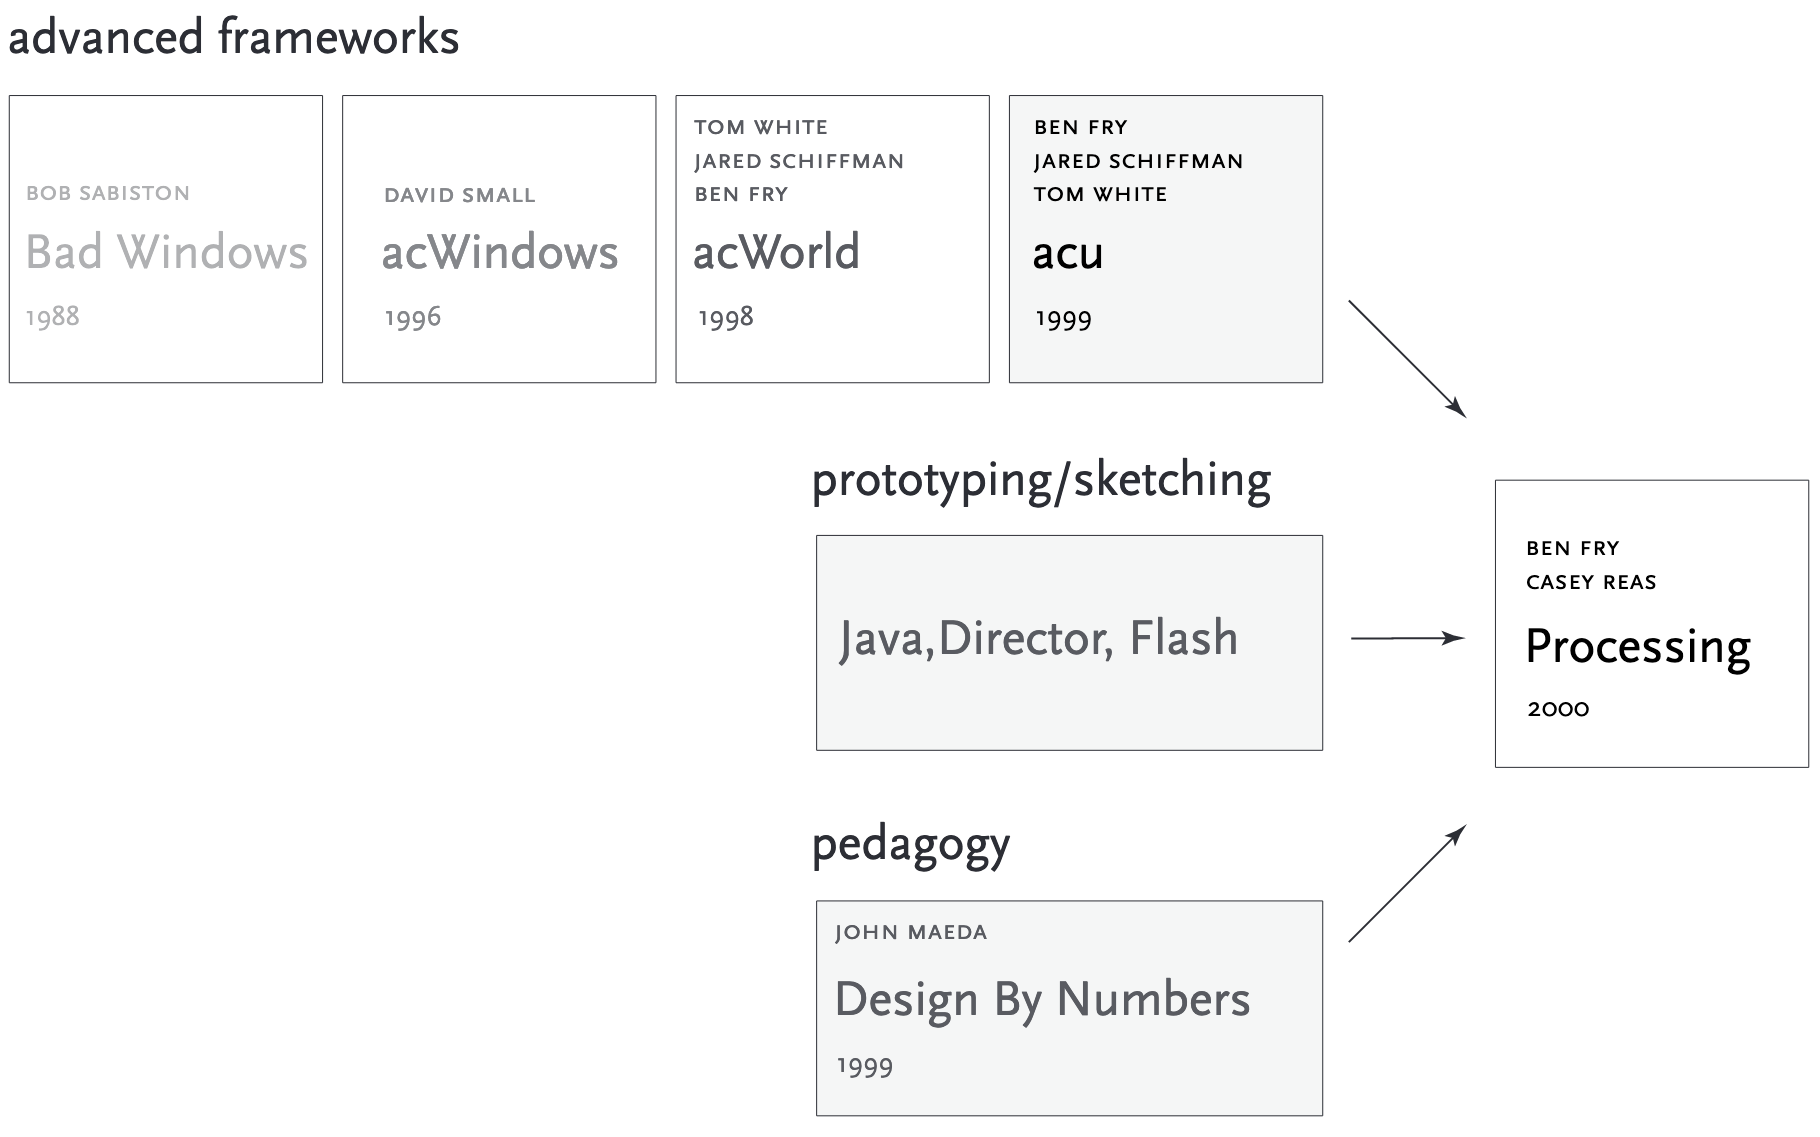 advanced frameworks
BOB SABISTON
Bad Windows
1988
DAVID SMALL
acWindows
1996
TOM WHITE
JARED SCHIFFMAN
BEN FRY
acWorld
1998
BEN FRY
JARED SCHIFFMAN
TOM WHITE
acu
1999
prototyping/sketching
Java,Director, Flash
pedagogy
JOHN MAEDA
Design By Numbers
1999
BEN FRY
CASEY REAS
Processing
2000